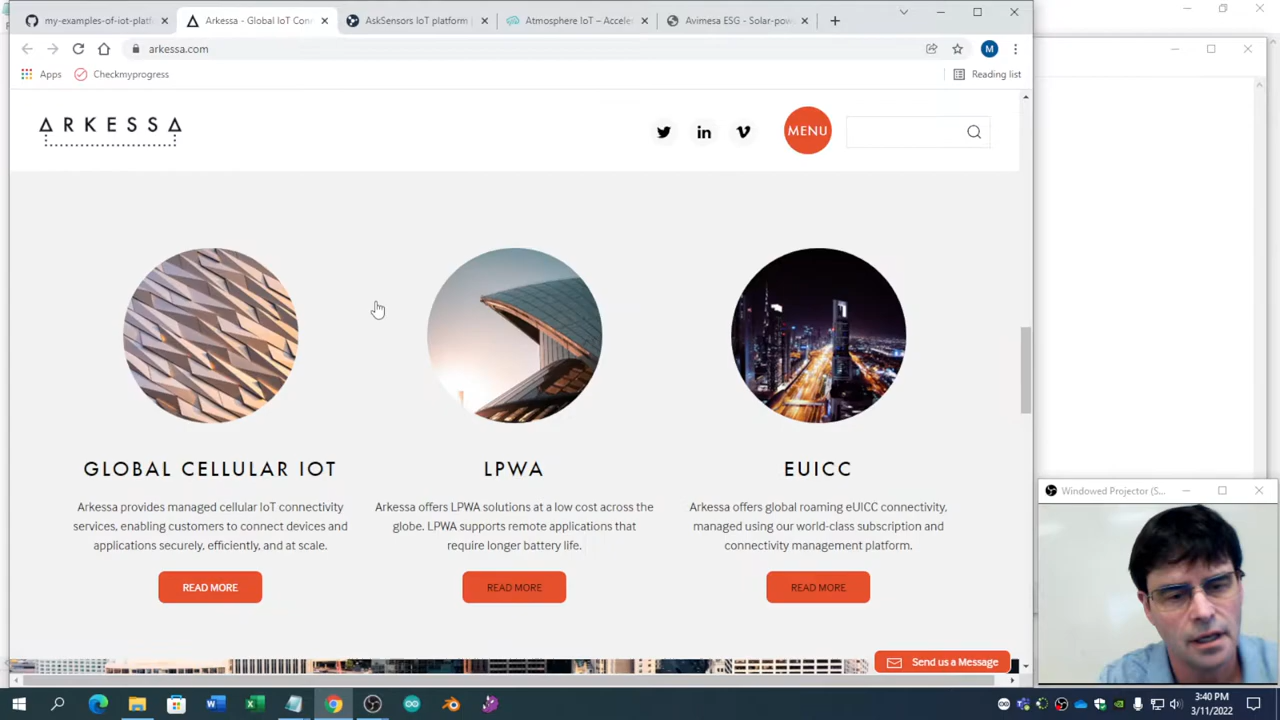 my-examples-of-iot-platf
Arkessa - Global IoT Conn
AskSensors IoT platform |
Atmosphere IoT – Accele
Avimesa ESG - Solar-pow
arkessa.com
M
Apps
Checkmyprogress
Reading list
ARKESSA
MENU
GLOBAL CELLULAR IOT
Arkessa provides managed cellular IoT connectivity
services, enabling customers to connect devices and
applications securely, efficiently, and at scale.
READ MORE
LPWA
Arkessa offers LPWA solutions at a low cost across the
globe. LPWA supports remote applications that
require longer battery life.
READ MORE
EUICC
Arkessa offers global roaming eUICC connectivity,
managed using our world-class subscription and
connectivity management platform.
READ MORE
Send us a Message
Windowed Projector (S...
3:40 PM
3/11/2022